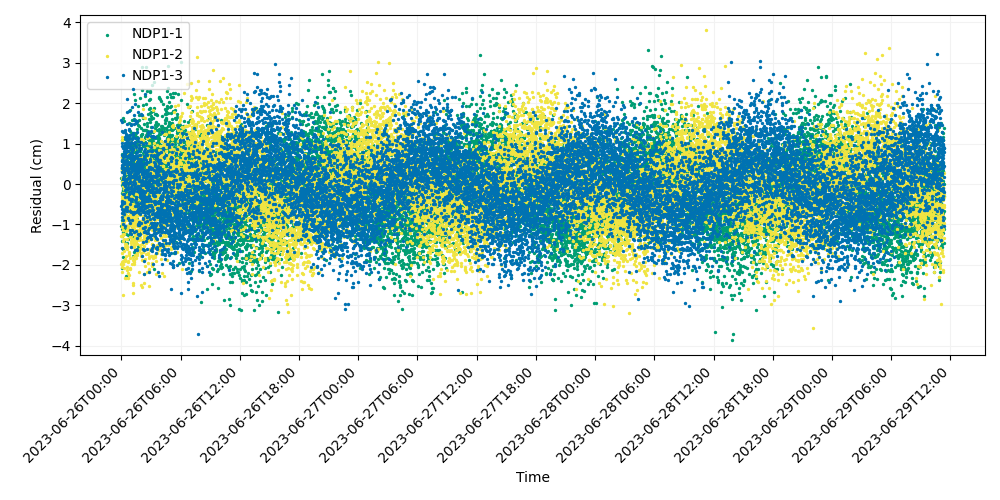 NDP1-1
NDP1-2
NDP1-3
Residual (cm)
4
3
2
1
0
−1
−2
−3
−4
2023-06-26T00:00
2023-06-26T06:00
2023-06-26T12:00
2023-06-26T18:00
2023-06-27T00:00
2023-06-27T06:00
2023-06-27T12:00
2023-06-27T18:00
2023-06-28T00:00
2023-06-28T06:00
2023-06-28T12:00
2023-06-28T18:00
2023-06-29T00:00
2023-06-29T06:00
2023-06-29T12:00
Time